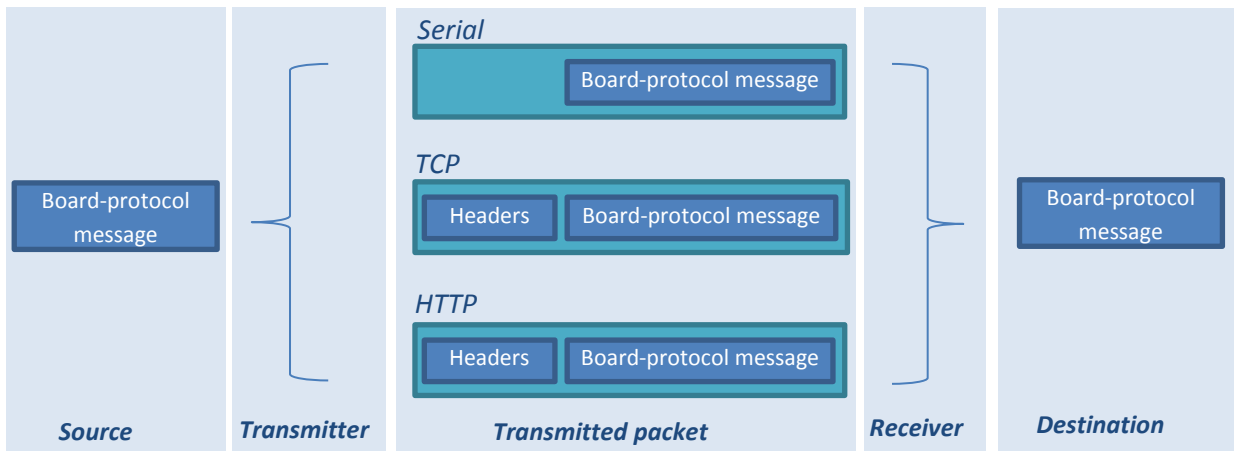 Serial
Board-protocol message
TCP
Board-protocol
message
Headers
Board-protocol message
Board-protocol
message
HTTP
Headers
Board-protocol message
Source
Transmitter
Transmitted packet
Receiver
Destination